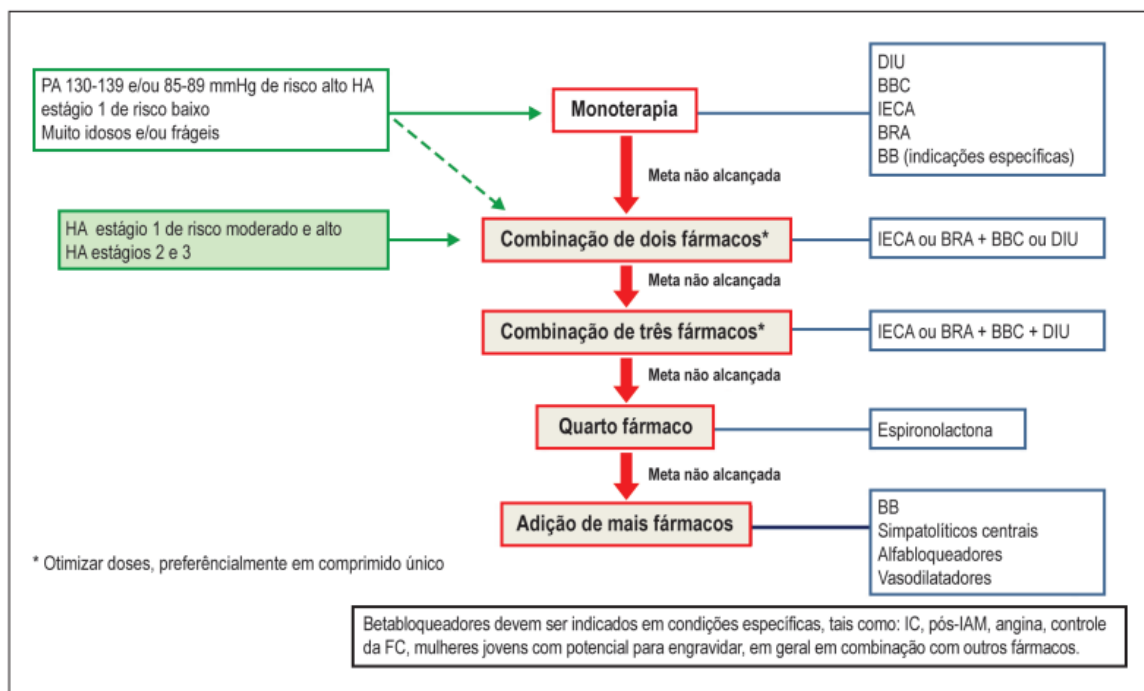 PA 130-139 e/ou 85-89 mmHg de risco alto HA
estágio 1 de risco baixo
Muito idosos e/ou frágeis
Monoterapia
DIU
BBC
IECA
BRA
BB (indicações específicas)
Meta não alcançada
HA estágio 1 de risco moderado e alto
HA estágios 2 e 3
Combinação de dois fármacos*
IECA ou BRA + BBC ou DIU
Meta não alcançada
Combinação de três fármacos*
IECA ou BRA + BBC + DIU
Meta não alcançada
Quarto fármaco
Espironolactona
Meta não alcançada
Adição de mais fármacos
BB
Simpatolíticos centrais
Alfabloqueadores
Vasodilatadores
* Otimizar doses, preferêncialmente em comprimido único
Betabloqueadores devem ser indicados em condições específicas, tais como: IC, pós-IAM, angina, controle
da FC, mulheres jovens com potencial para engravidar, em geral em combinação com outros fármacos.